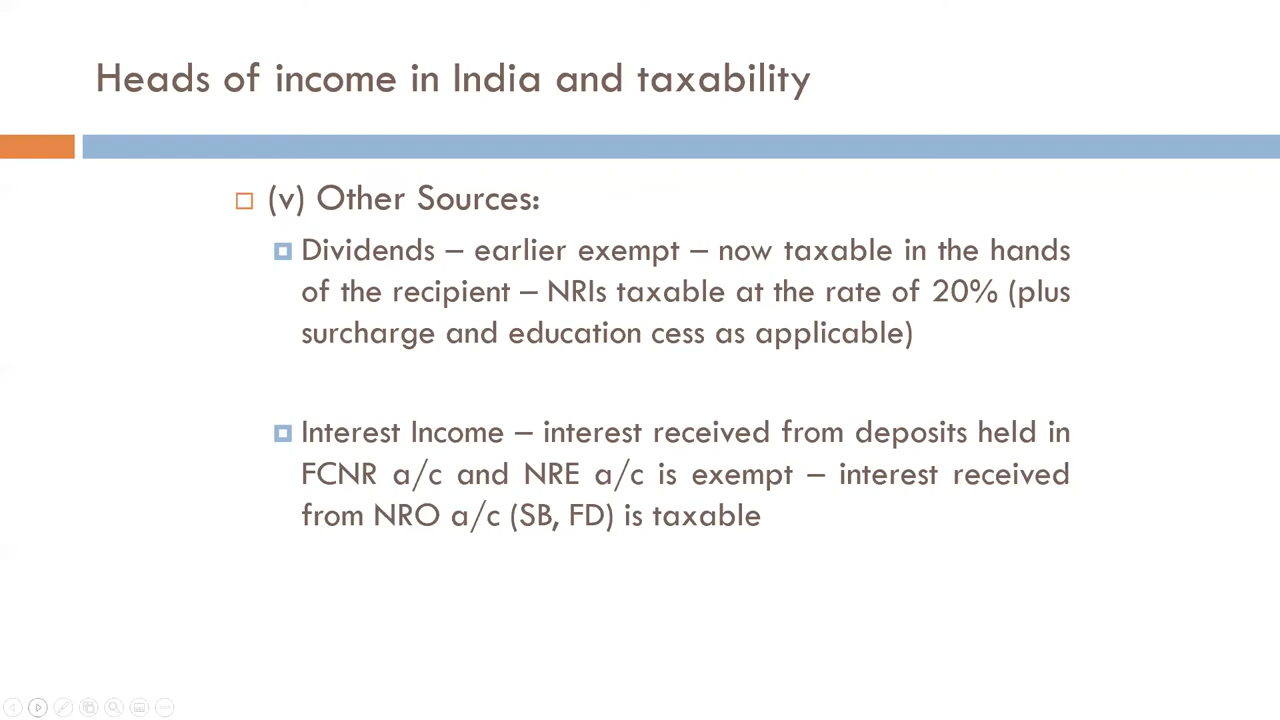 Heads of income in India and taxability
(v) Other Sources:
Dividends – earlier exempt – now taxable in the hands
of the recipient – NRIs taxable at the rate of 20% (plus
surcharge and education cess as applicable)
Interest Income – interest received from deposits held in
FCNR a/c and NRE a/c is exempt – interest received
from NRO a/c (SB, FD) is taxable